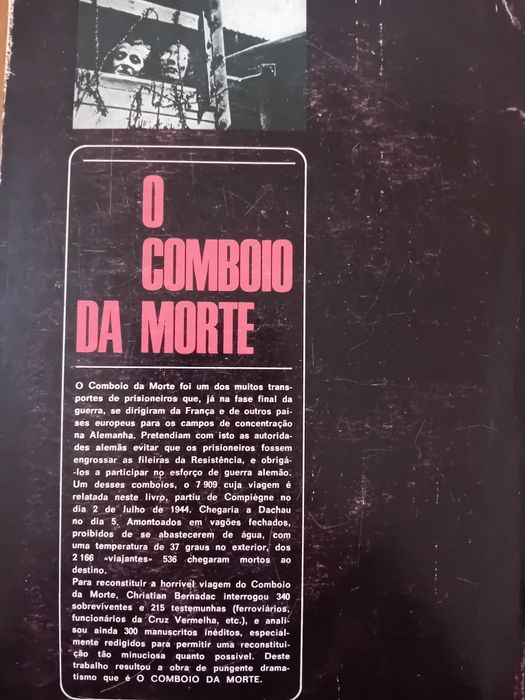 O
COMBOIO
DA MORTE
O Comboio da Morte foi um dos muitos trans-
portes de prisioneiros que, já na fase final da
guerra, se dirigiram da França e de outros paí-
ses europeus para os campos de concentração
na Alemanha. Pretendiam com isto as autorida-
des alemãs evitar que os prisioneiros fossem
engrossar as fileiras da Resistência, e obrigá-
-los a participar no esforço de guerra alemão.
Um desses comboios, o 7 909, cuja viagem é
relatada neste livro, partiu de Compiègne no
dia 2 de Julho de 1944. Chegaria a Dachau
no dia 5. Amontoados em vagões fechados,
proibidos de se abastecerem de água, com
uma temperatura de 37 graus no exterior, dos
2 166 «viajantes» 536 chegaram mortos ao
destino.
Para reconstituir a horrível viagem do Comboio
da Morte, Christian Bernadac interrogou 340
sobreviventes e 215 testemunhas (ferroviários,
funcionários da Cruz Vermelha, etc.), e anali-
sou ainda 300 manuscritos inéditos, especial-
mente redigidos para permitir uma reconstitui-
ção tão minuciosa quanto possível. Deste
trabalho resultou a obra de pungente drama-
tismo que é O COMBOIO DA MORTE.